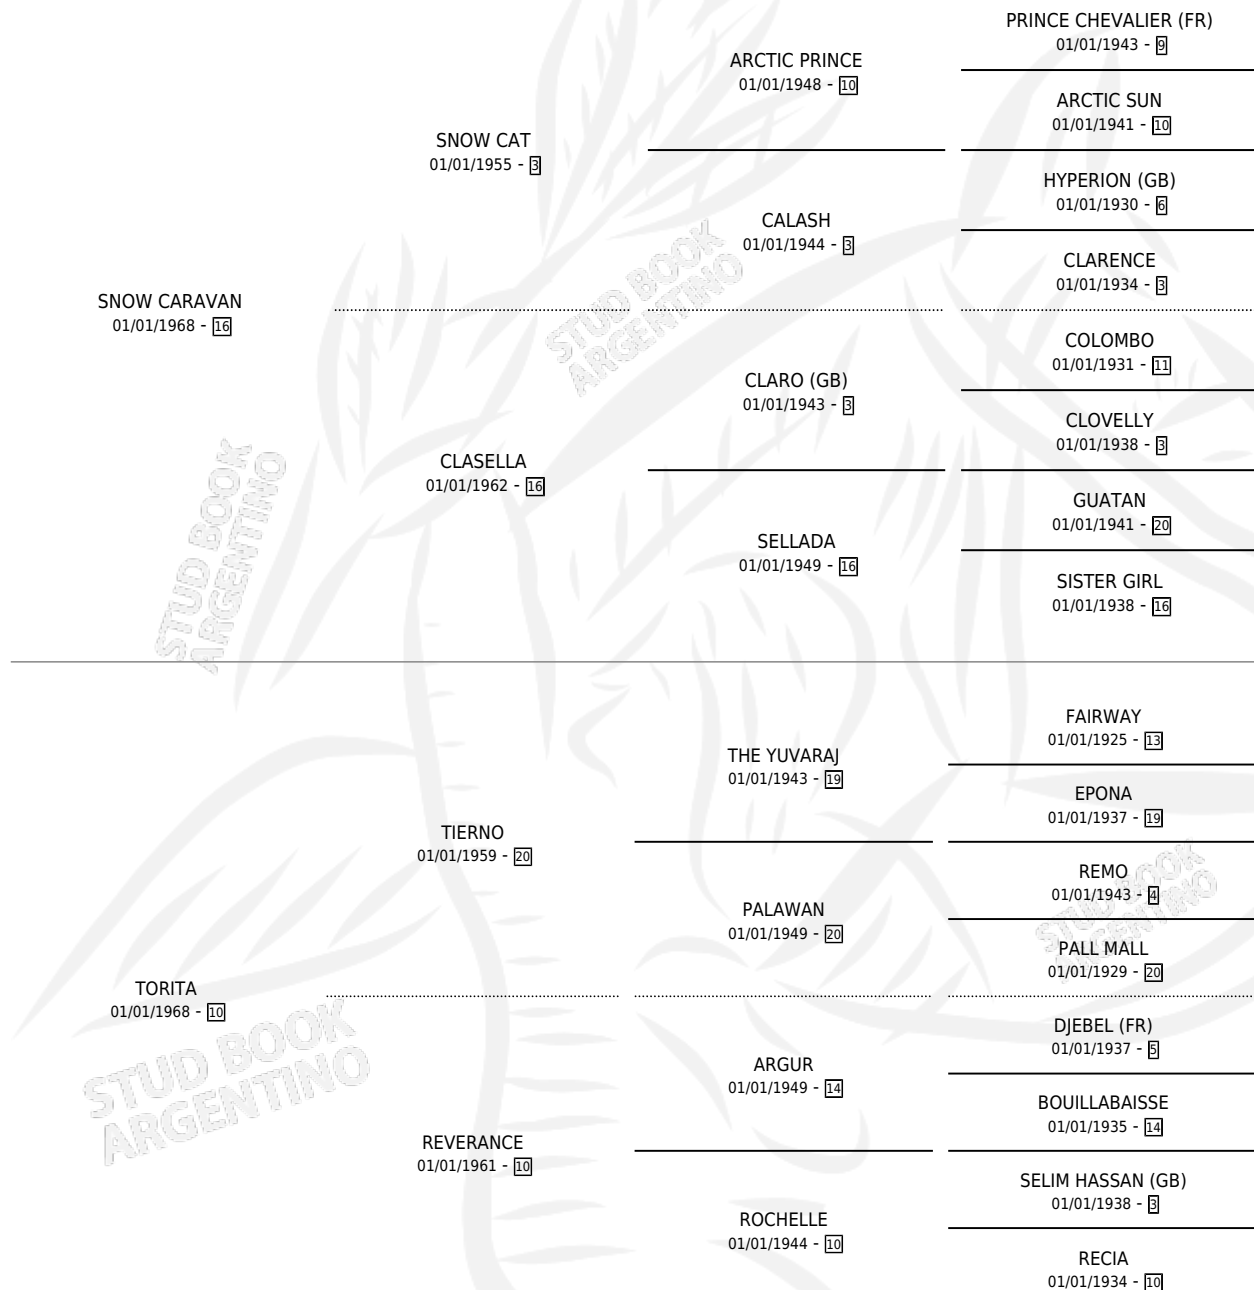 PRINCE CHEVALIER (FR)
01/01/1943 - 9
ARCTIC PRINCE
01/01/1948 - 10
ARCTIC SUN
01/01/1941 - 10
SNOW CAT
01/01/1955 - 3
HYPERION (GB)
01/01/1930 - 6
CALASH
01/01/1944 - 3
CLARENCE
01/01/1934 - 3
SNOW CARAVAN
01/01/1968 - 16
COLOMBO
01/01/1931 - 11
CLARO (GB)
01/01/1943 - 3
CLOVELLY
01/01/1938 - 3
CLASELLA
01/01/1962 - 16
GUATAN
01/01/1941 - 20
SELLADA
01/01/1949 - 16
SISTER GIRL
01/01/1938 - 16
FAIRWAY
01/01/1925 - 13
THE YUVARAJ
01/01/1943 - 19
EPONA
01/01/1937 - 19
TIERNO
01/01/1959 - 20
REMO
01/01/1943 - 4
PALAWAN
01/01/1949 - 20
PALL MALL
01/01/1929 - 20
TORITA
01/01/1968 - 10
DJEBEL (FR)
01/01/1937 - 5
ARGUR
01/01/1949 - 14
BOUILLABAISSE
01/01/1935 - 14
REVERANCE
01/01/1961 - 10
SELIM HASSAN (GB)
01/01/1938 - 3
ROCHELLE
01/01/1944 - 10
RECIA
01/01/1934 - 10
STUD BOOK
ARGENTINO
STUD BOOK
ARGENTINO
STUD BOOK
ARGENTINO
STUD BOOK
ARGENTINO